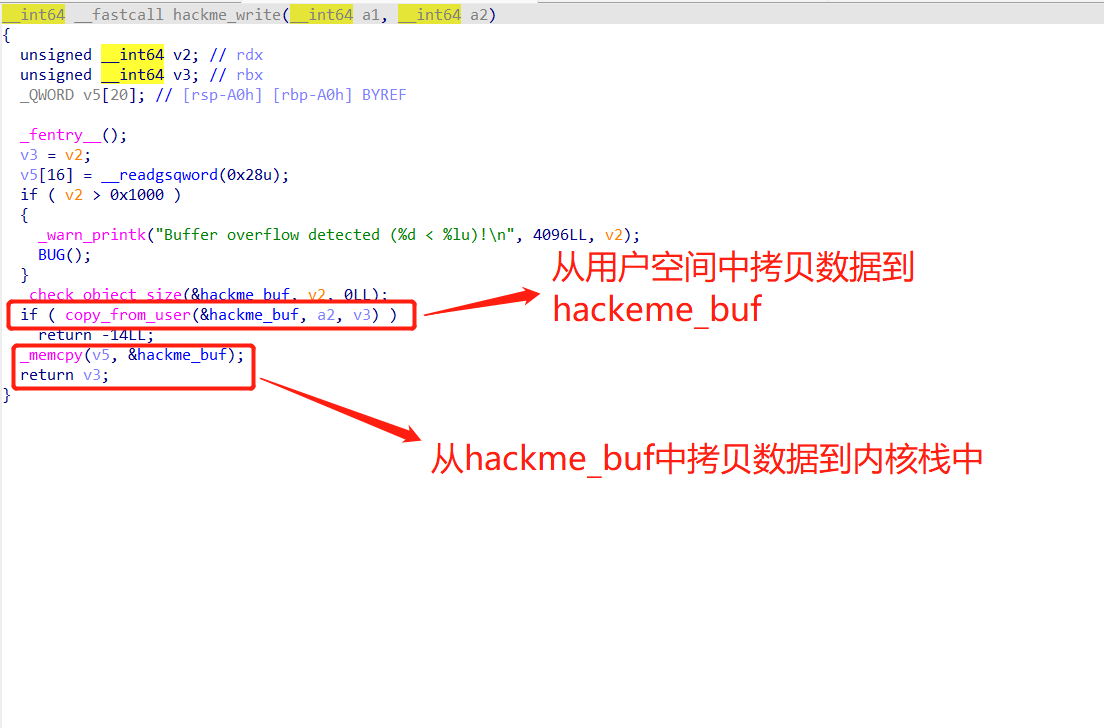 __int64 __fastcall hackme_write(__int64 a1, __int64 a2)
{
unsigned __int64 v2; // rdx
unsigned __int64 v3; // rbx
_QWORD v5[20]; // [rsp-A0h] [rbp-A0h] BYREF
_fentry__();
v3 = v2;
v5[16] = __readgsqword(0x28u);
if ( v2 > 0x1000 )
{
_warn_printk("Buffer overflow detected (%d < %lu)!\n", 4096LL, v2);
BUG();
}
_check_object_size(&hackme_buf, v2, 0LL);
if ( copy_from_user(&hackme_buf, a2, v3) )
return -14LL;
_memcpy(v5, &hackme_buf);
return v3;
}
从用户空间中拷贝数据到
hackeme_buf
从hackme_buf中拷贝数据到内核栈中